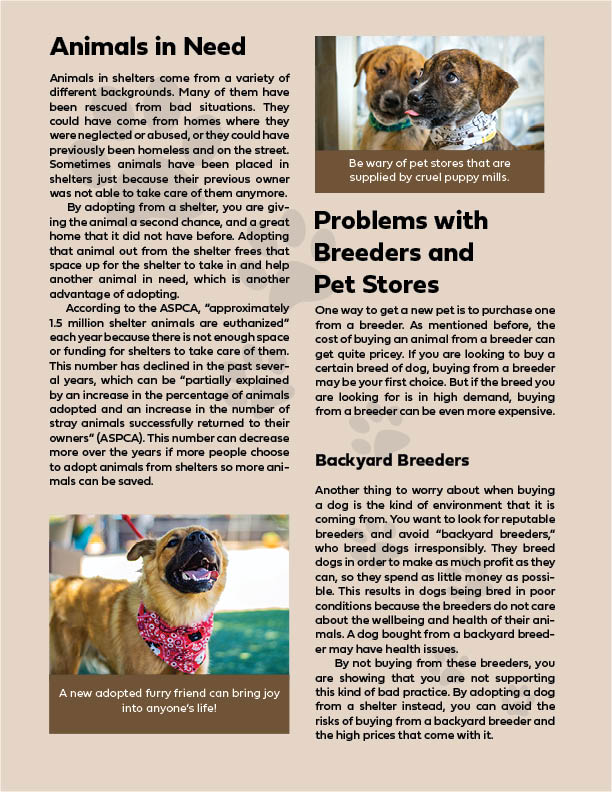 Animals in Need
Animals in shelters come from a variety of
different backgrounds. Many of them have
been rescued from bad situations. They
could have come from homes where they
were neglected or abused, or they could have
previously been homeless and on the street.
Sometimes animals have been placed in
shelters just because their previous owner
was not able to take care of them anymore.
By adopting from a shelter, you are giv-
ing the animal a second chance, and a great
home that it did not have before. Adopting
that animal out from the shelter frees that
space up for the shelter to take in and help
another animal in need, which is another
advantage of adopting.
According to the ASPCA, “approximately
1.5 million shelter animals are euthanized”
each year because there is not enough space
or funding for shelters to take care of them.
This number has declined in the past sever-
al years, which can be “partially explained
by an increase in the percentage of animals
adopted and an increase in the number of
stray animals successfully returned to their
owners” (ASPCA). This number can decrease
more over the years if more people choose
to adopt animals from shelters so more ani-
mals can be saved.
A new adopted furry friend can bring joy
into anyone’s life!
Be wary of pet stores that are
supplied by cruel puppy mills.
Problems with
Breeders and
Pet Stores
One way to get a new pet is to purchase one
from a breeder. As mentioned before, the
cost of buying an animal from a breeder can
get quite pricey. If you are looking to buy a
certain breed of dog, buying from a breeder
may be your first choice. But if the breed you
are looking for is in high demand, buying
from a breeder can be even more expensive.
Backyard Breeders
Another thing to worry about when buying
a dog is the kind of environment that it is
coming from. You want to look for reputable
breeders and avoid “backyard breeders,”
who breed dogs irresponsibly. They breed
dogs in order to make as much profit as they
can, so they spend as little money as possi-
ble. This results in dogs being bred in poor
conditions because the breeders do not care
about the wellbeing and health of their ani-
mals. A dog bought from a backyard breed-
er may have health issues.
By not buying from these breeders, you
are showing that you are not supporting
this kind of bad practice. By adopting a dog
from a shelter instead, you can avoid the
risks of buying from a backyard breeder and
the high prices that come with it.